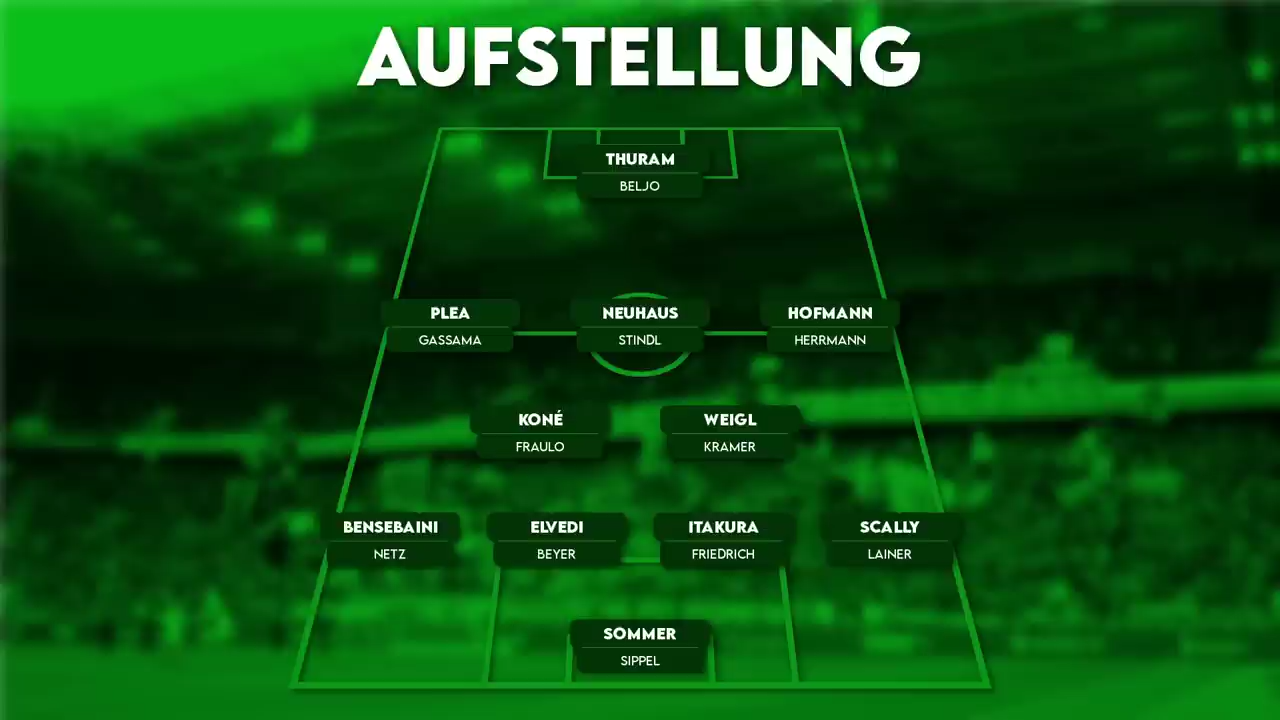 AUFSTELLUNG
THURAM
BELJO
PLEA
GASSAMA
NEUHAUS
STINDL
HOFMANN
HERRMANN
KONÉ
FRAULO
WEIGL
KRAMER
BENSEBAINI
NETZ
ELVEDI
BEYER
ITAKURA
FRIEDRICH
SCALLY
LAINER
SOMMER
SIPPEL